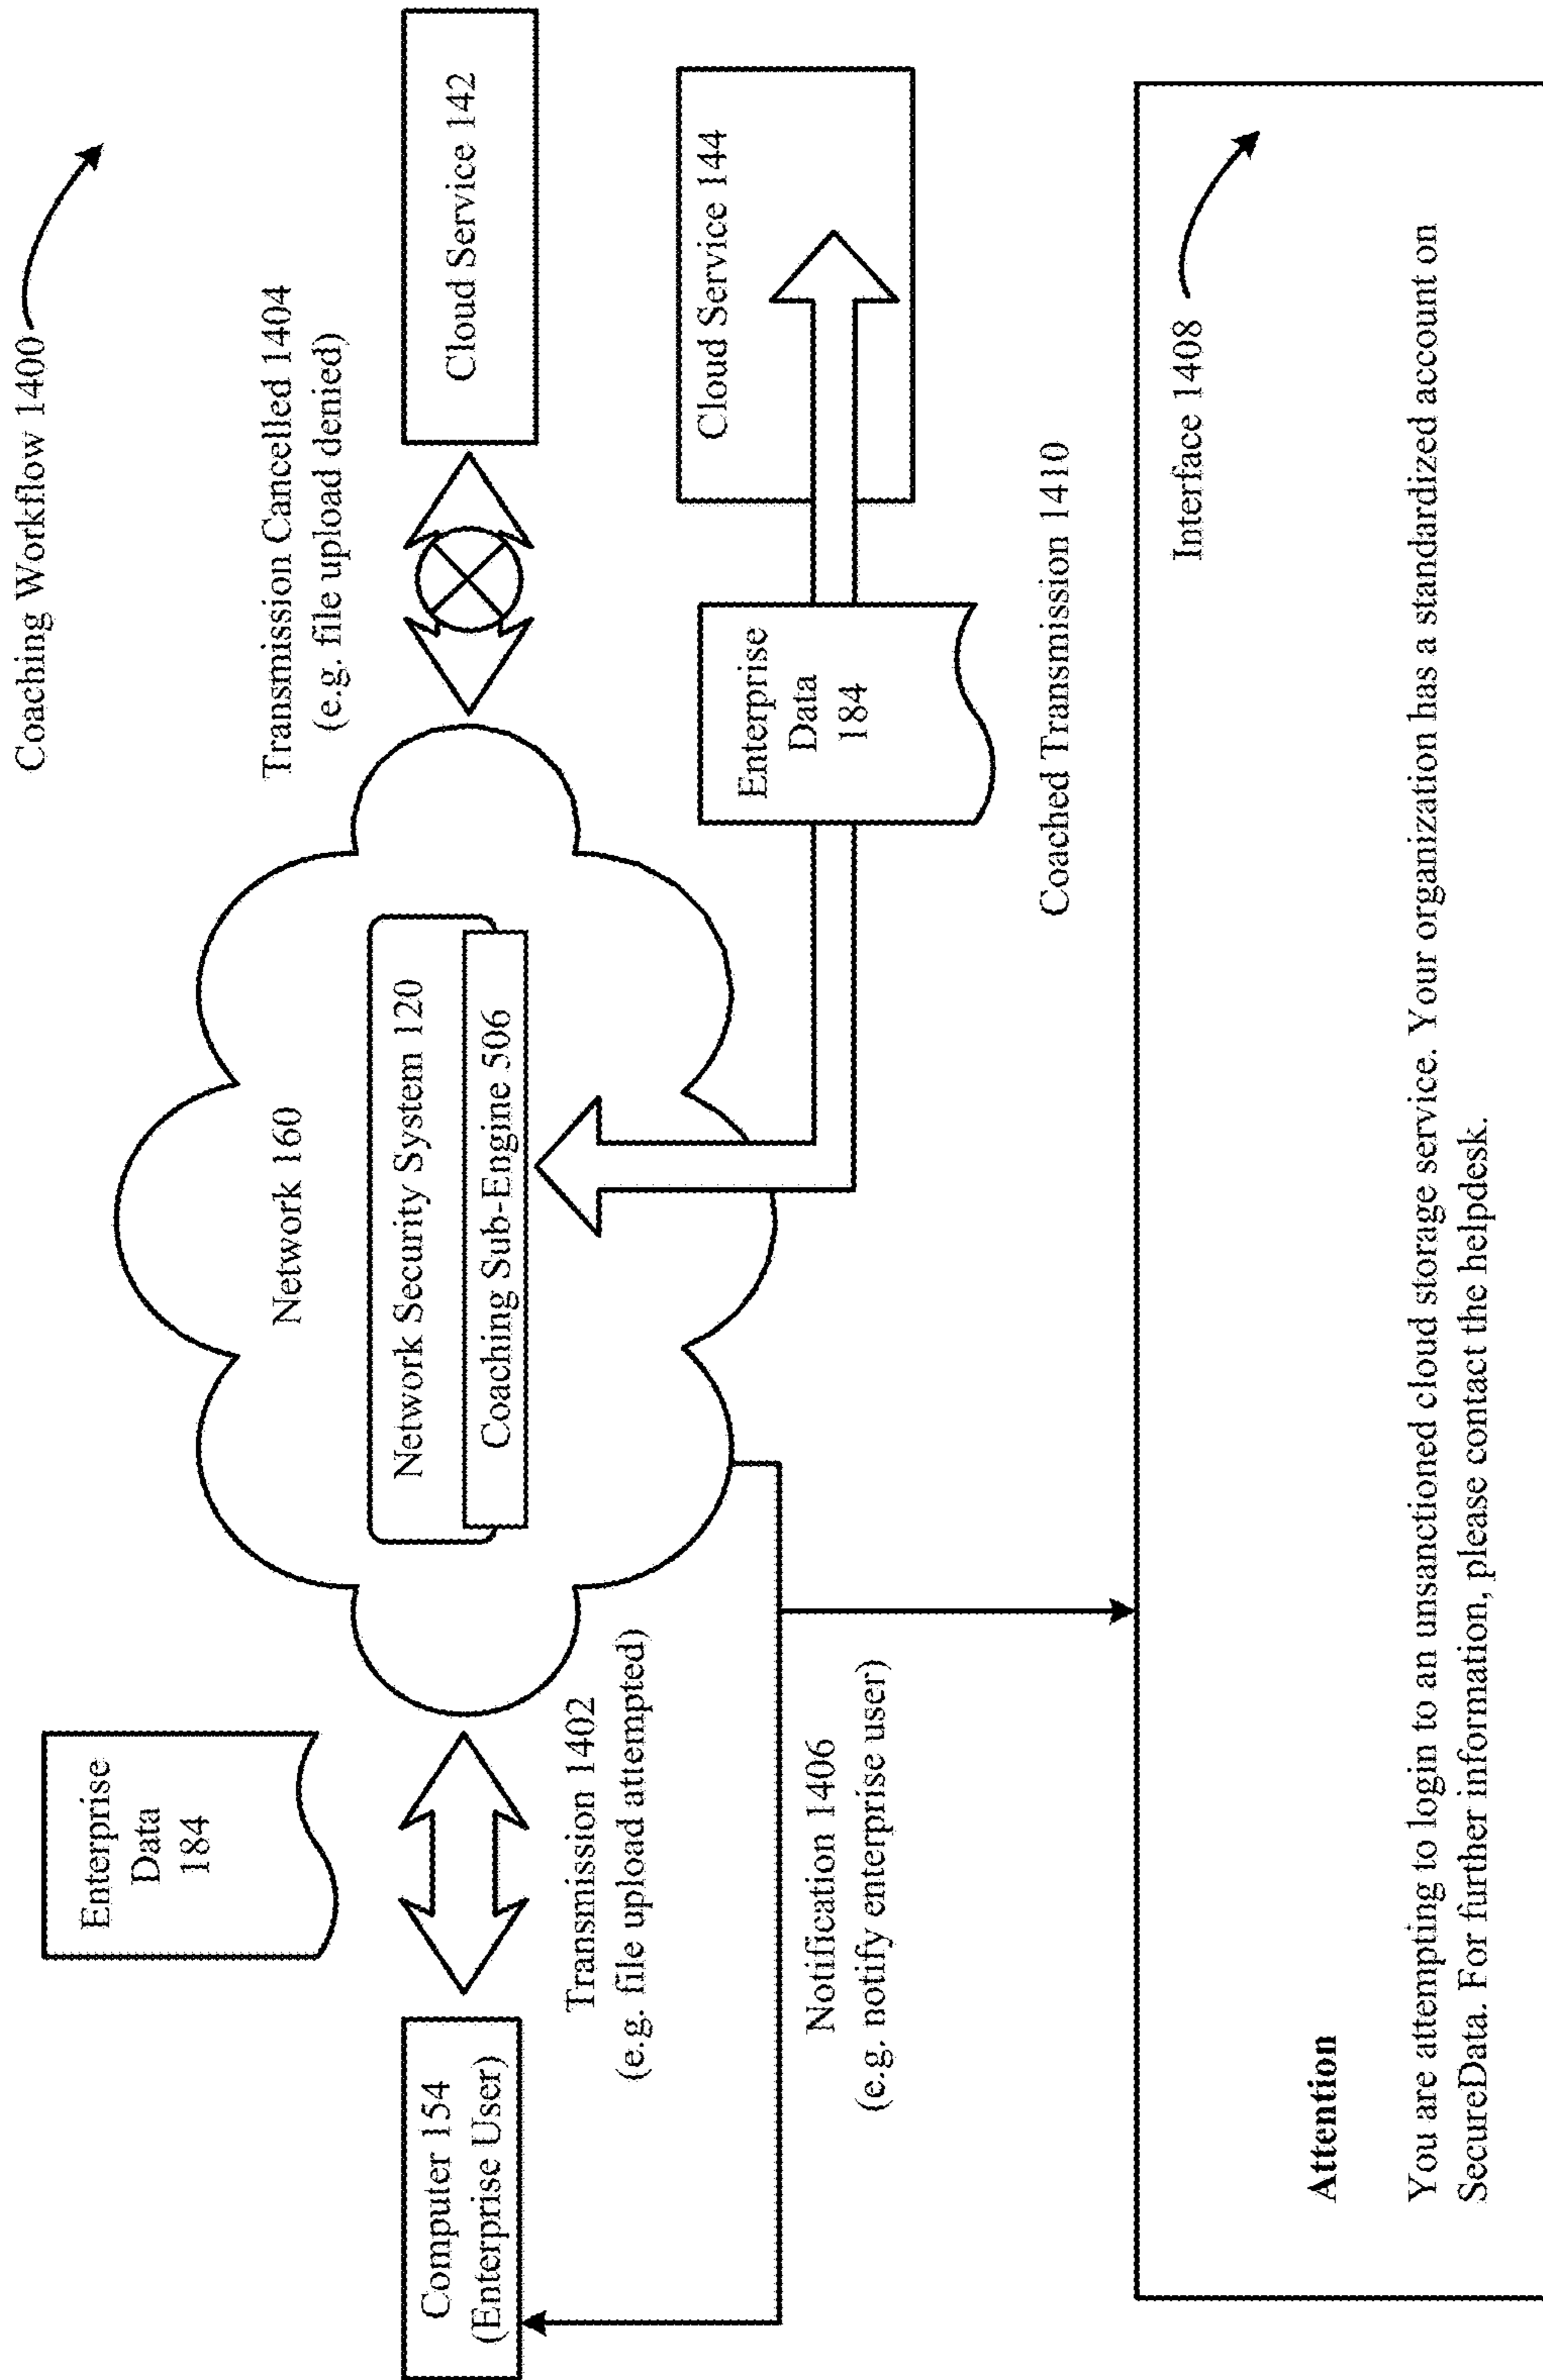 Coaching Workflow 1400
Enterprise
Data
184
Network 160
Transmission Cancelled 1404
(e.g. file upload denied)
Computer 154
(Enterprise User)
Network Security System 120
Coaching Sub-Engine 506
Cloud Service 142
Transmission 1402
(e.g. file upload attempted)
Cloud Service 144
Enterprise
Data
184
Notification 1406
(e.g. notify enterprise user)
Coached Transmission 1410
Interface 1408
Attention
You are attempting to login to an unsanctioned cloud storage service. Your organization has a standardized account on
SecureData. For further information, please contact the helpdesk.